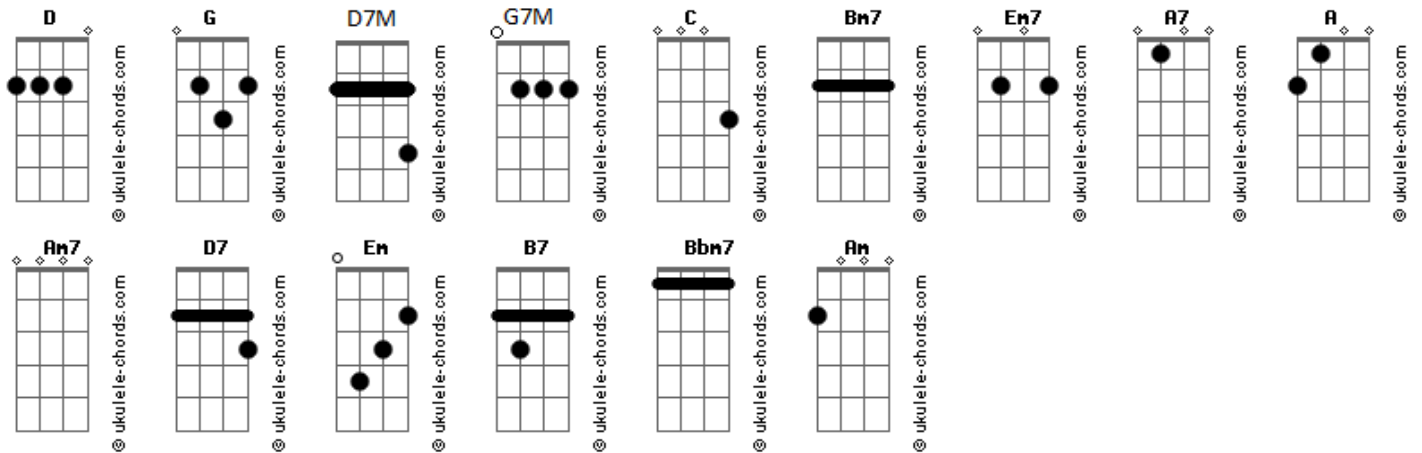 D G D7M G7M C Bm7 Em7 A7 A
© ukulele-chords.com © ukulele-chords.com © ukulele-chords.com © ukulele-chords.com © ukulele-chords.com © ukulele-chords.com © ukulele-chords.com © ukulele-chords.com © ukulele-chords.com
Am7 D7 Em B7 Bbm7 Am
© ukulele-chords.com © ukulele-chords.com © ukulele-chords.com © ukulele-chords.com © ukulele-chords.com © ukulele-chords.com